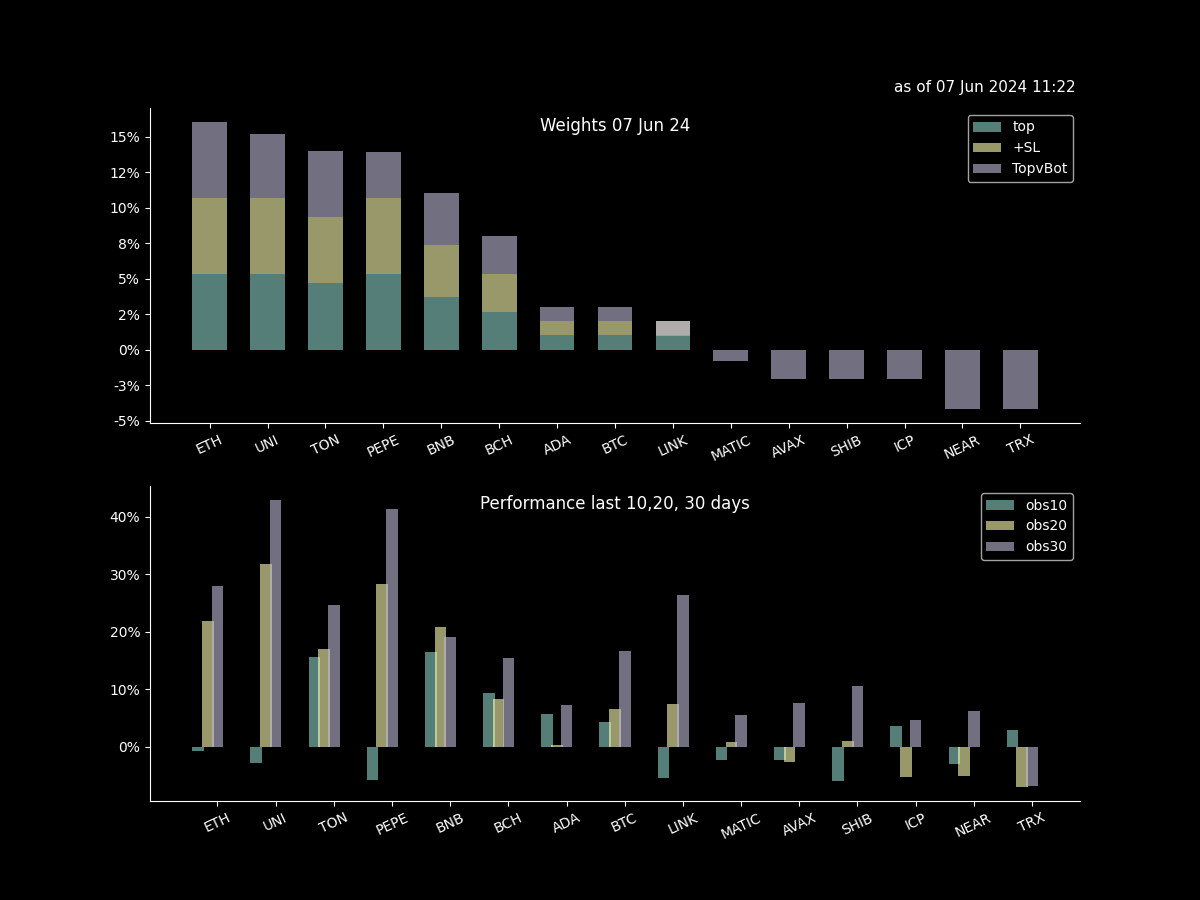 as of 07 Jun 2024 11:22
Weights 07 Jun 24
top
+SL
TopvBot
15%
12%
10%
8%
5%
2%
0%
-3%
-5%
ETH UNI TON PEPE BNB BCH ADA BTC LINK MATIC AVAX SHIB ICP NEAR TRX
Performance last 10,20, 30 days
obs10
obs20
obs30
40%
30%
20%
10%
0%
ETH UNI TON PEPE BNB BCH ADA BTC LINK MATIC AVAX SHIB ICP NEAR TRX